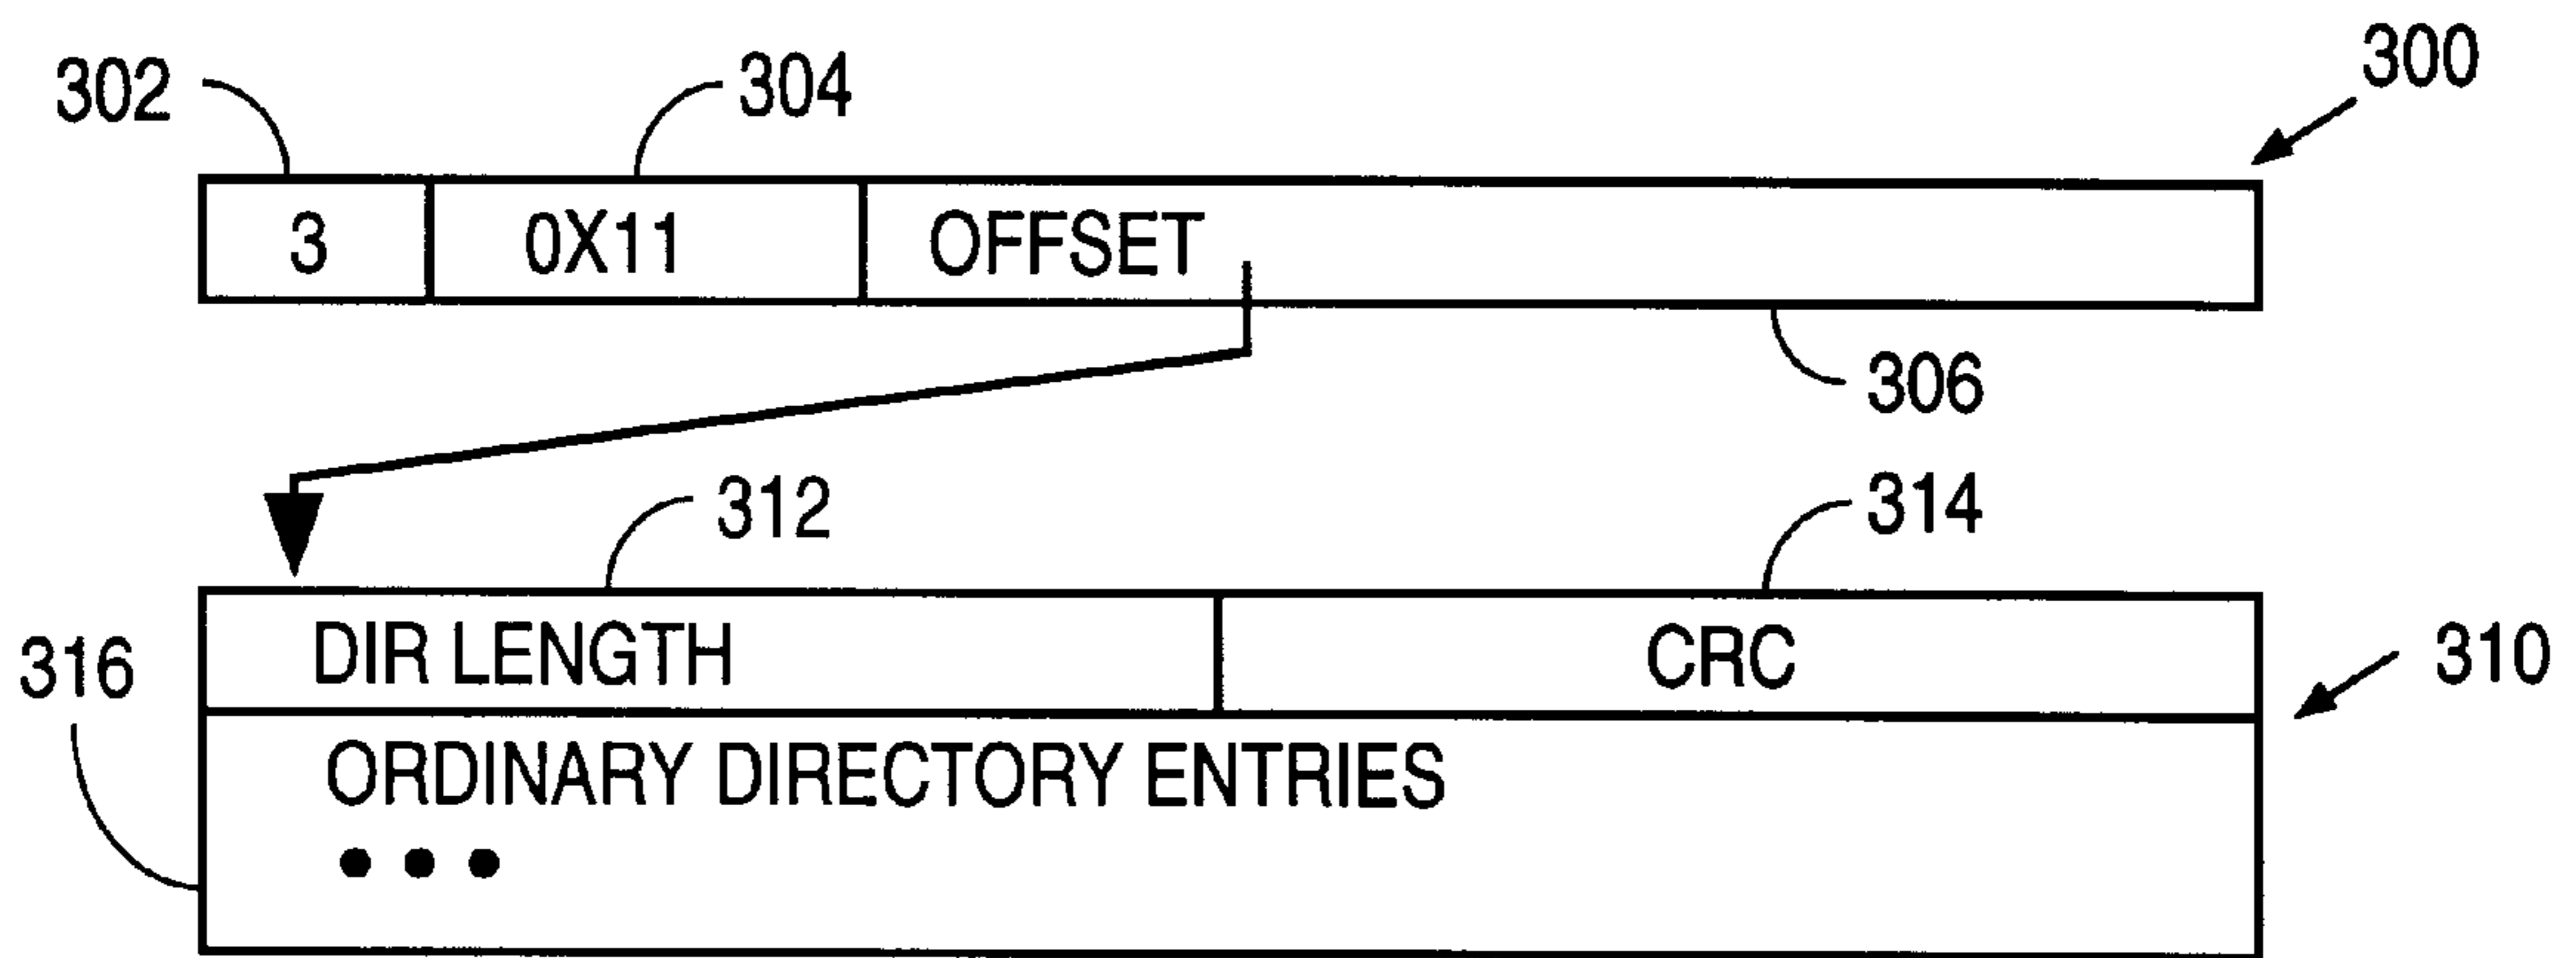 300
302
304
3
0X11
OFFSET
306
312
314
DIR LENGTH
CRC
316
310
ORDINARY DIRECTORY ENTRIES
• • •